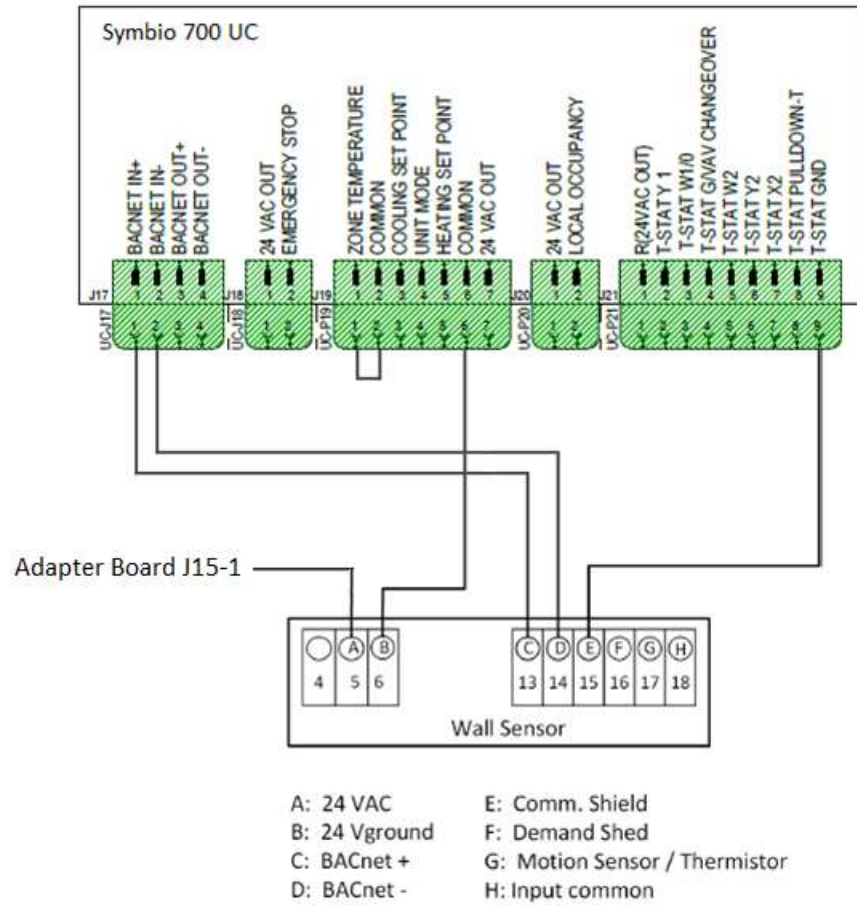 Symbio 700 UC
BACNET IN+
BACNET IN-
BACNET OUT+
BACNET OUT-
24 VAC OUT
EMERGENCY STOP
ZONE TEMPERATURE
COMMON
COOLING SET POINT
UNIT MODE
HEATING SET POINT
COMMON
24 VAC OUT
24 VAC OUT
LOCAL OCCUPANCY
R(24VAC OUT)
T-STAT Y 1
T-STAT W1/0
T-STAT G/VAV CHANGEOVER
T-STAT W2
T-STAT Y2
T-STAT X2
T-STAT PULLDOWN-T
T-STAT GND
J17 1 2 3 4 J18 1 2 J19 1 2 3 4 5 6 7 J20 1 2 J21 1 2 3 4 5 6 7 8 9
UCJ17 1 2 3 4 UC-J18 1 2 UC-P19 1 2 3 4 5 6 7 UC-P20 1 2 UC-P21 1 2 3 4 5 6 7 8 9
Adapter Board J15-1
A B C D E F G H
4 5 6 13 14 15 16 17 18
Wall Sensor
A: 24 VAC E: Comm. Shield
B: 24 Vground F: Demand Shed
C: BACnet + G: Motion Sensor / Thermistor
D: BACnet - H: Input common